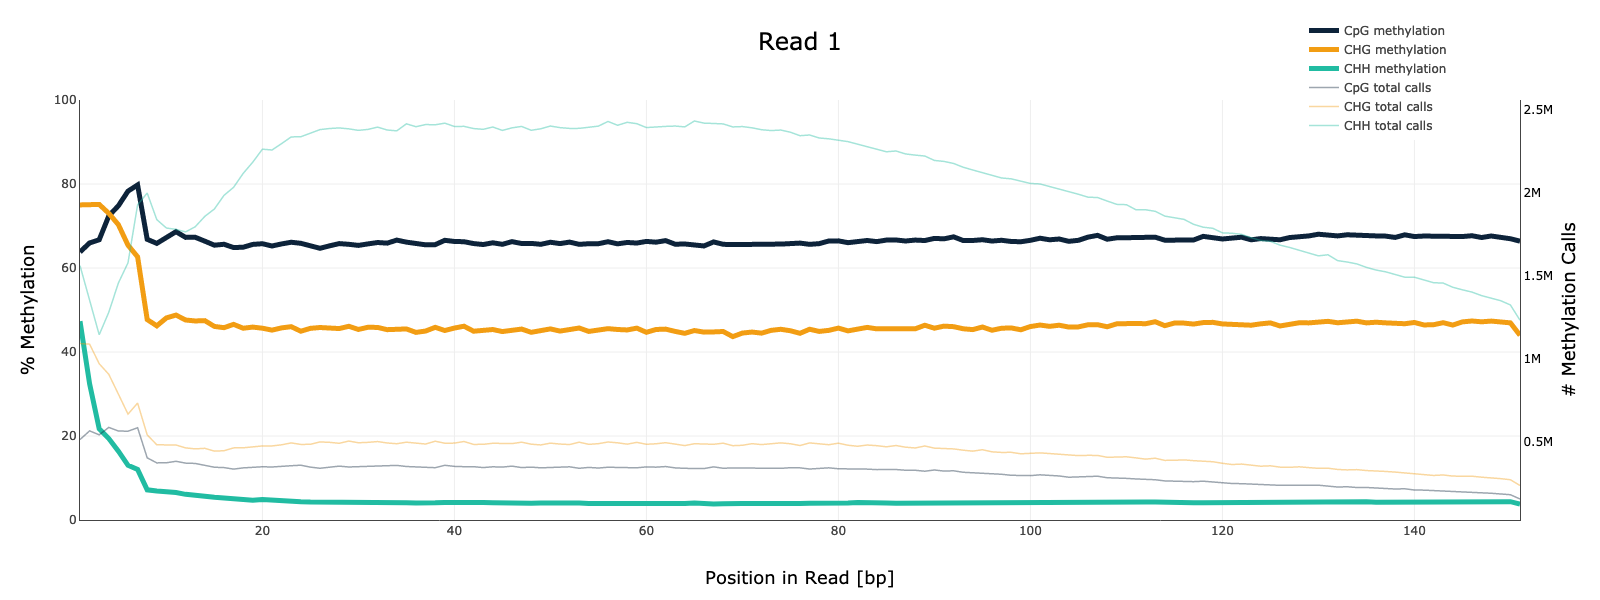 Read 1
CpG methylation
CHG methylation
CHH methylation
CpG total calls
CHG total calls
CHH total calls
100
80
60
40
20
0
% Methylation
2.5M
2M
1.5M
1M
0.5M
# Methylation Calls
20 40 60 80 100 120 140
Position in Read [bp]